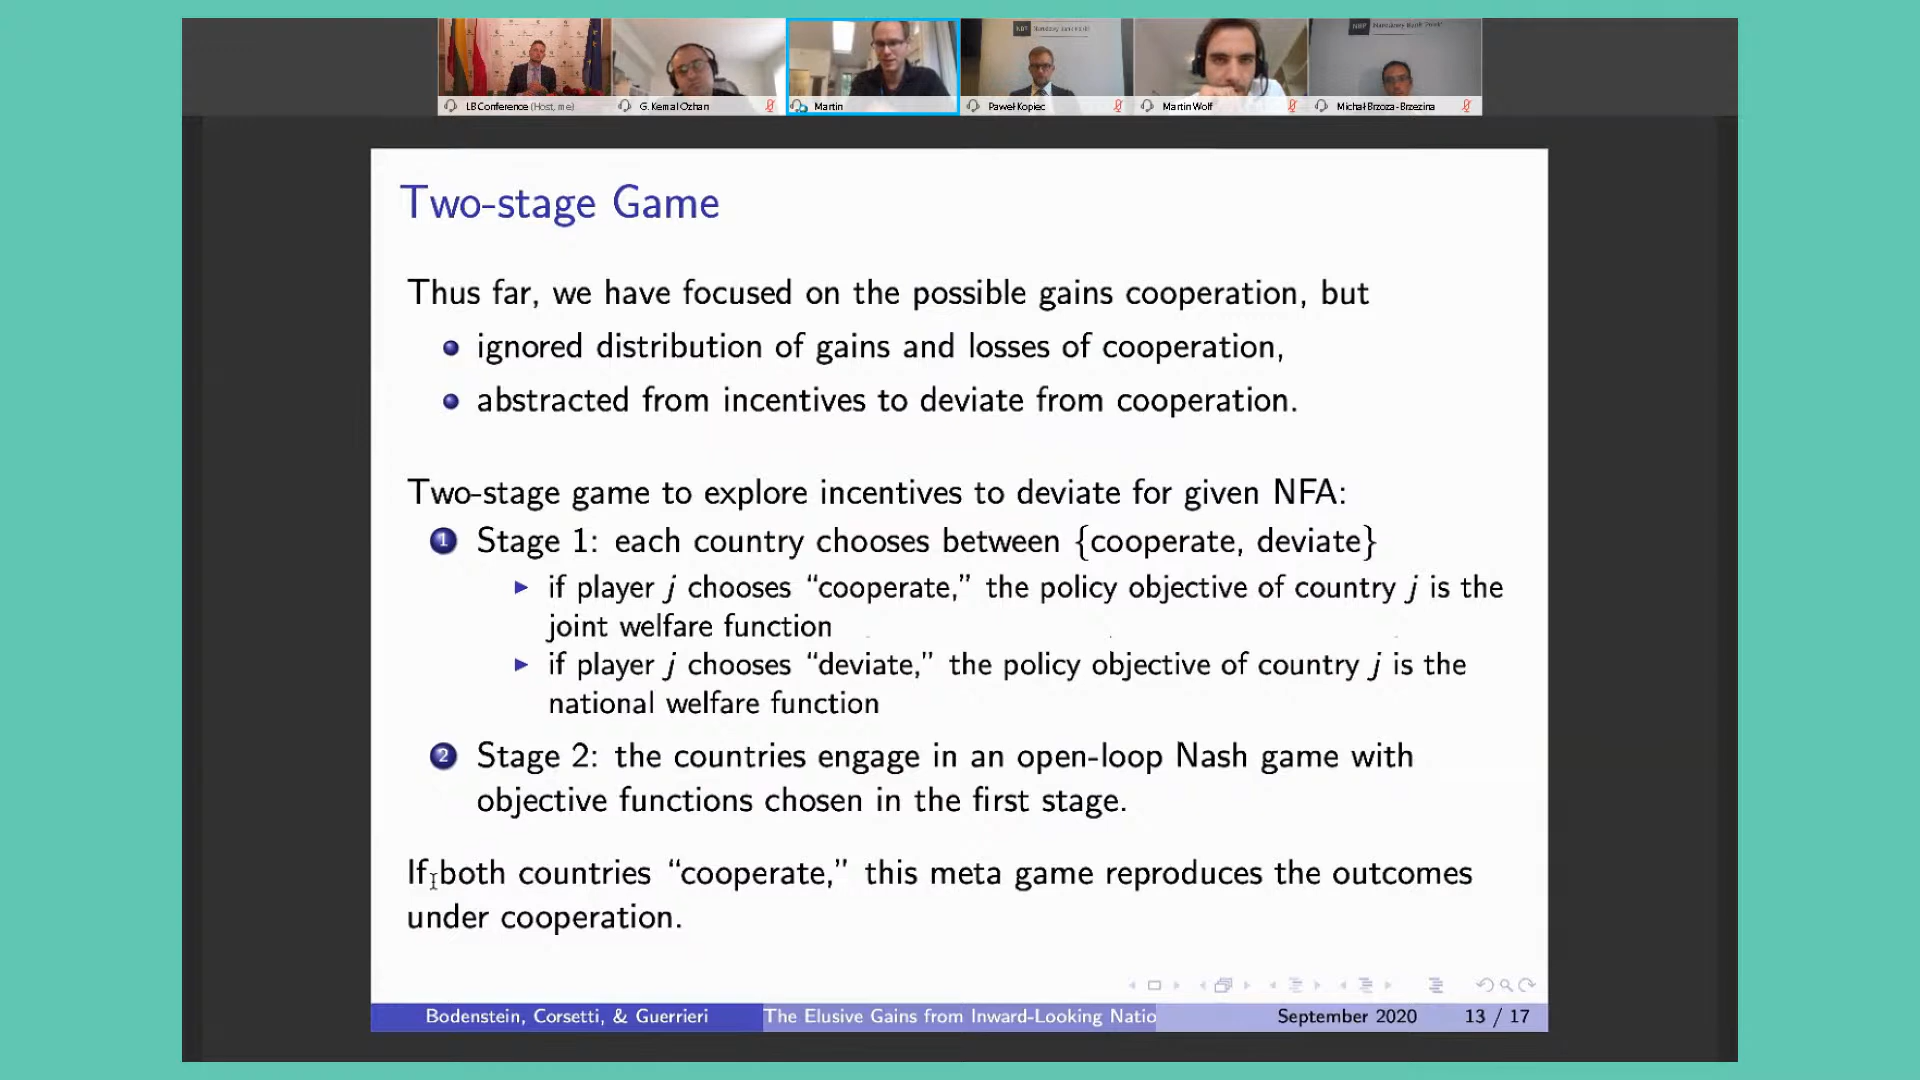 LB Conference (Host, me)
G. Kemal Ozhan
Martin
Paweł Kopiec
Martin Wolf
Michał Brzoza-Brzezina
NBP
NBP
Two-stage Game
Thus far, we have focused on the possible gains cooperation, but
ignored distribution of gains and losses of cooperation,
abstracted from incentives to deviate from cooperation.
Two-stage game to explore incentives to deviate for given NFA:
1 Stage 1: each country chooses between {cooperate, deviate}
if player j chooses “cooperate,” the policy objective of country j is the
joint welfare function
if player j chooses “deviate,” the policy objective of country j is the
national welfare function
2 Stage 2: the countries engage in an open-loop Nash game with
objective functions chosen in the first stage.
If both countries “cooperate,” this meta game reproduces the outcomes
under cooperation.
Bodenstein, Corsetti, & Guerrieri
The Elusive Gains from Inward-Looking Natio
September 2020
13 / 17